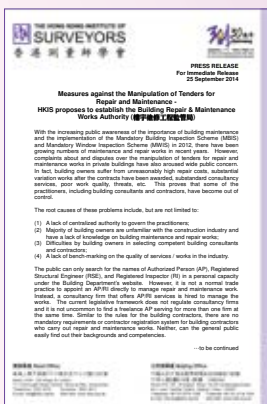 THE HONG KONG INSTITUTE OF
SURVEYORS
香港測量師學會
PRESS RELEASE
For Immediate Release
25 September 2014
Measures against the Manipulation of Tenders for
Repair and Maintenance -
HKIS proposes to establish the Building Repair & Maintenance
Works Authority (樓宇維修工程監管局)
With the increasing public awareness of the importance of building maintenance
and the implementation of the Mandatory Building Inspection Scheme (MBIS)
and Mandatory Window Inspection Scheme (MWIS) in 2012, there have been
growing numbers of maintenance and repair works in recent years. However,
complaints about and disputes over the manipulation of tenders for repair and
maintenance works in private buildings have also aroused wide public concern.
In fact, building owners suffer from unreasonably high repair costs, substantial
variation works after the contracts have been awarded, substandard consultancy
services, poor work quality, threats, etc. This proves that some of the
practitioners, including building consultants and contractors, have become out of
control.
The root causes of these problems include, but are not limited to:
(1) A lack of centralized authority to govern the practitioners;
(2) Majority of building owners are unfamiliar with the construction industry and
have a lack of knowledge on building maintenance and repair works;
(3) Difficulties by building owners in selecting competent building consultants
and contractors;
(4) A lack of bench-marking on the quality of services / works in the industry.
The public can only search for the names of Authorized Person (AP), Registered
Structural Engineer (RSE), and Registered Inspector (RI) in a personal capacity
under the Building Department's website. However, it is not a normal trade
practice to appoint an AP/RI directly to manage repair and maintenance work.
Instead, a consultancy firm that offers AP/RI services is hired to manage the
works. The current legislative framework does not regulate consultancy firms
and it is not uncommon to find a freelance AP serving for more than one firm at
the same time. Similar to the rules for the building contractors, there are no
mandatory requirements or contractor registration system for building contractors
who carry out repair and maintenance works. Neither, can the general public
easily find out their backgrounds and competencies.
- to be continued